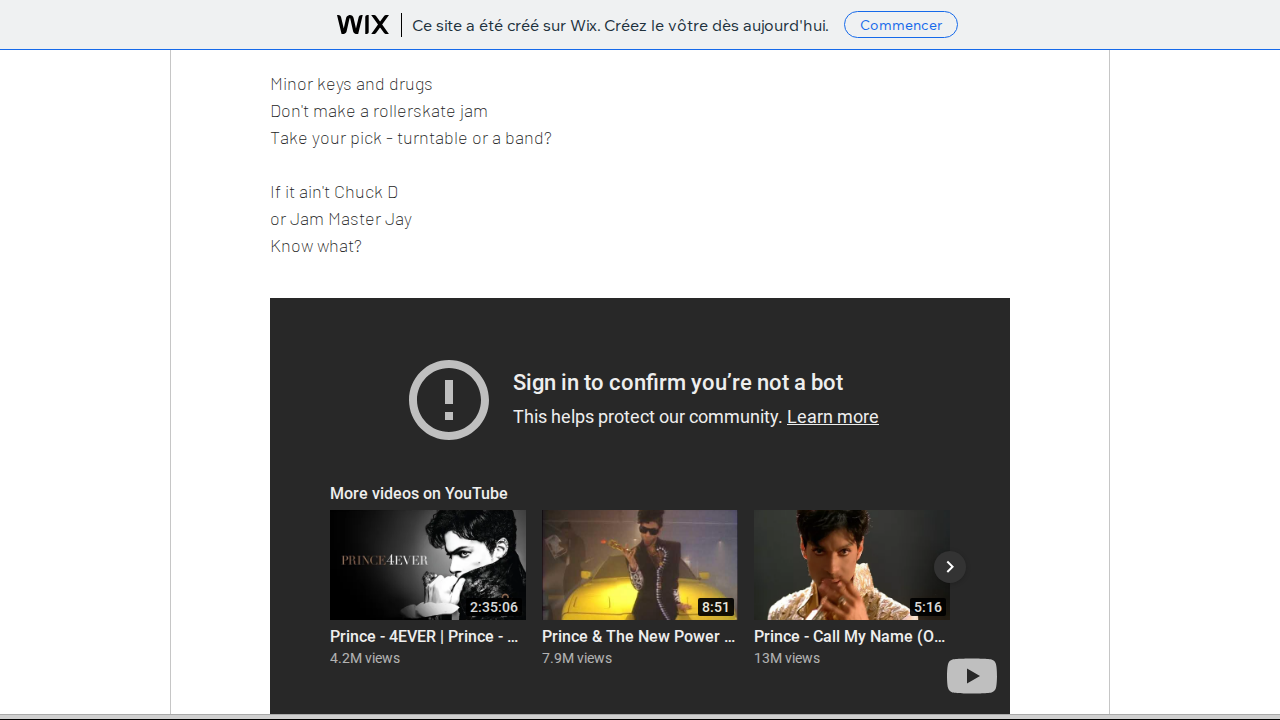 WIX
Ce site a été créé sur Wix. Créez le vôtre dès aujourd'hui.
Commencer
Minor keys and drugs
Don't make a rollerskate jam
Take your pick - turntable or a band?
If it ain't Chuck D
or Jam Master Jay
Know what?
Sign in to confirm you’re not a bot
This helps protect our community. Learn more
More videos on YouTube
PRINCE4EVER
2:35:06
8:51
5:16
Prince - 4EVER | Prince - ...
Prince & The New Power ...
Prince - Call My Name (O...
4.2M views
7.9M views
13M views